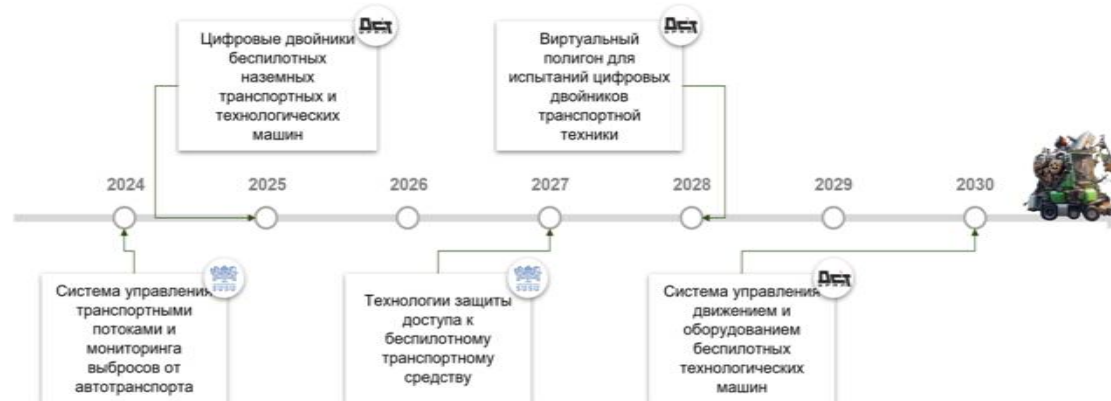 Цифровые двойники
беспилотных
наземных
транспортных и
технологических
машин
Виртуальный
полигон для
испытаний цифровых
двойников
транспортной
техники
2024
2025
2026
2027
2028
2029
2030
Система управления
транспортными
потоками и
мониторинга
выбросов от
автотранспорта
Технологии защиты
доступа к
беспилотному
транспортному
средству
Система управления
движением и
оборудованием
беспилотных
технологических
машин